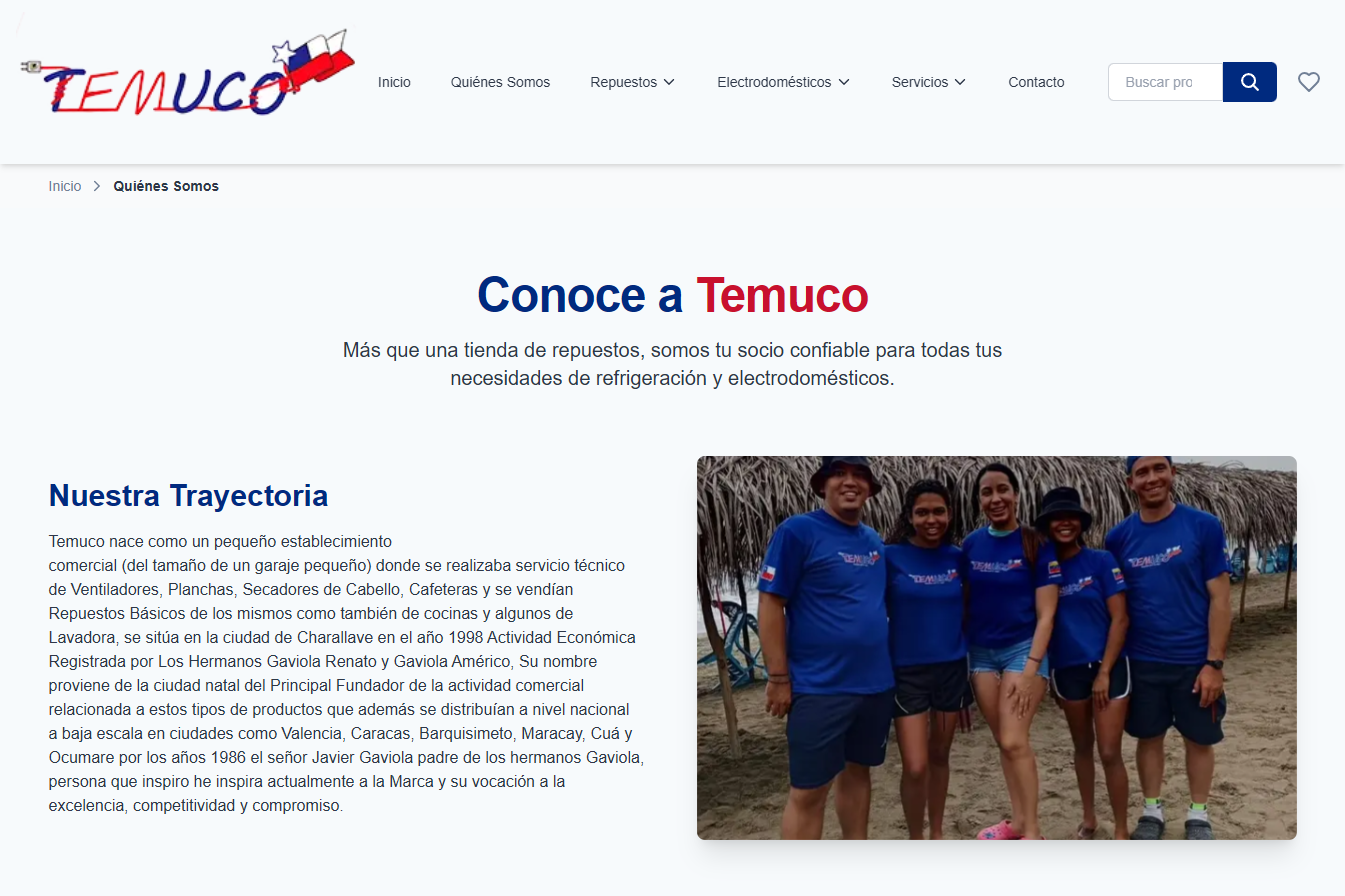 TEMUCO
Inicio
Quiénes Somos
Repuestos
Electrodomésticos
Servicios
Contacto
Buscar pro
Inicio
Quiénes Somos
Conoce a Temuco
Más que una tienda de repuestos, somos tu socio confiable para todas tus
necesidades de refrigeración y electrodomésticos.
Nuestra Trayectoria
Temuco nace como un pequeño establecimiento
comercial (del tamaño de un garaje pequeño) donde se realizaba servicio técnico
de Ventiladores, Planchas, Secadores de Cabello, Cafeteras y se vendían
Repuestos Básicos de los mismos como también de cocinas y algunos de
Lavadora, se sitúa en la ciudad de Charallave en el año 1998 Actividad Económica
Registrada por Los Hermanos Gaviola Renato y Gaviola Américo, Su nombre
proviene de la ciudad natal del Principal Fundador de la actividad comercial
relacionada a estos tipos de productos que además se distribuían a nivel nacional
a baja escala en ciudades como Valencia, Caracas, Barquisimeto, Maracay, Cuá y
Ocumare por los años 1986 el señor Javier Gaviola padre de los hermanos Gaviola,
persona que inspiro he inspira actualmente a la Marca y su vocación a la
excelencia, competitividad y compromiso.
TEMUCO
TEMUCO
TEMUCO
TEMUCO
TEMUCO